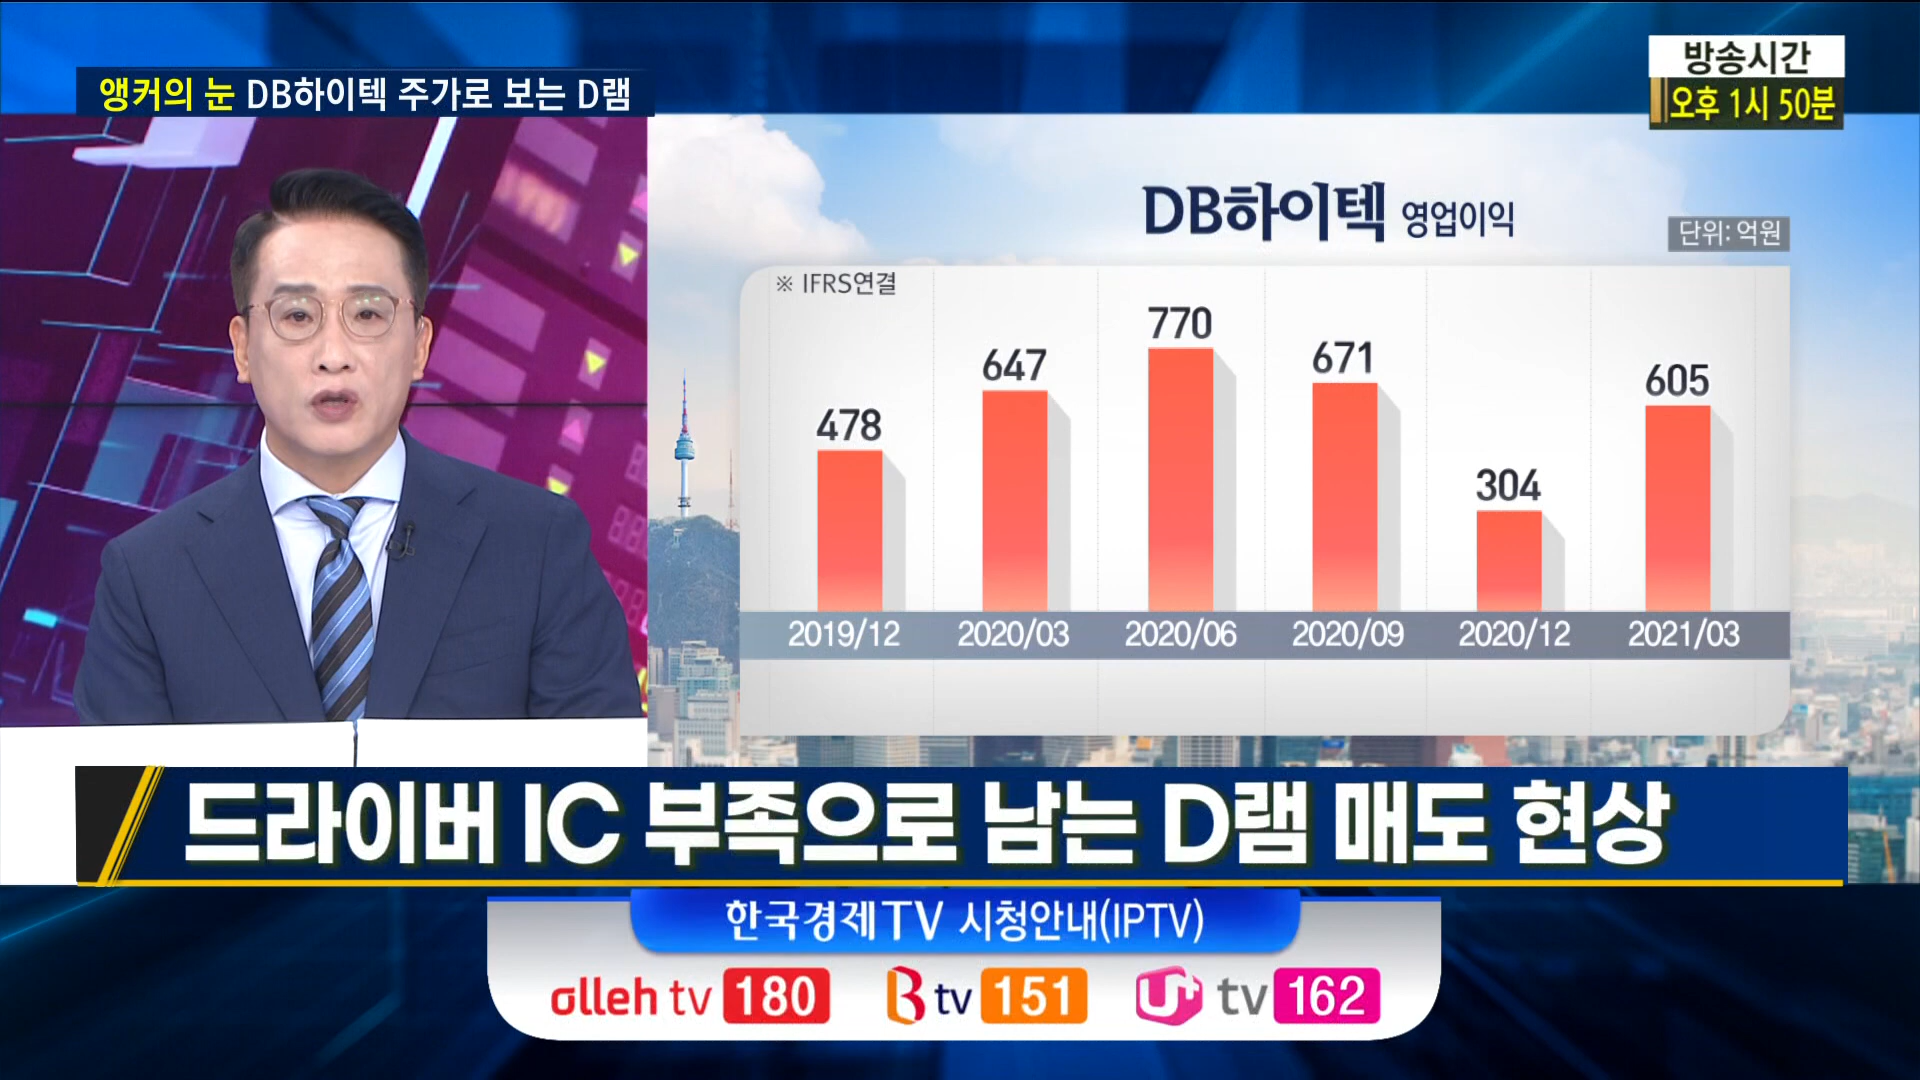 앵커의 눈 DB하이텍 주가로 보는 D램
방송시간
오후 1시 50분
DB하이텍 영업이익
단위: 억원
※ IFRS연결
478
647
770
671
304
605
2019/12
2020/03
2020/06
2020/09
2020/12
2021/03
드라이버 IC 부족으로 남는 D램 매도 현상
한국경제TV 시청안내(IPTV)
olleh tv 180
B tv 151
U+ tv 162